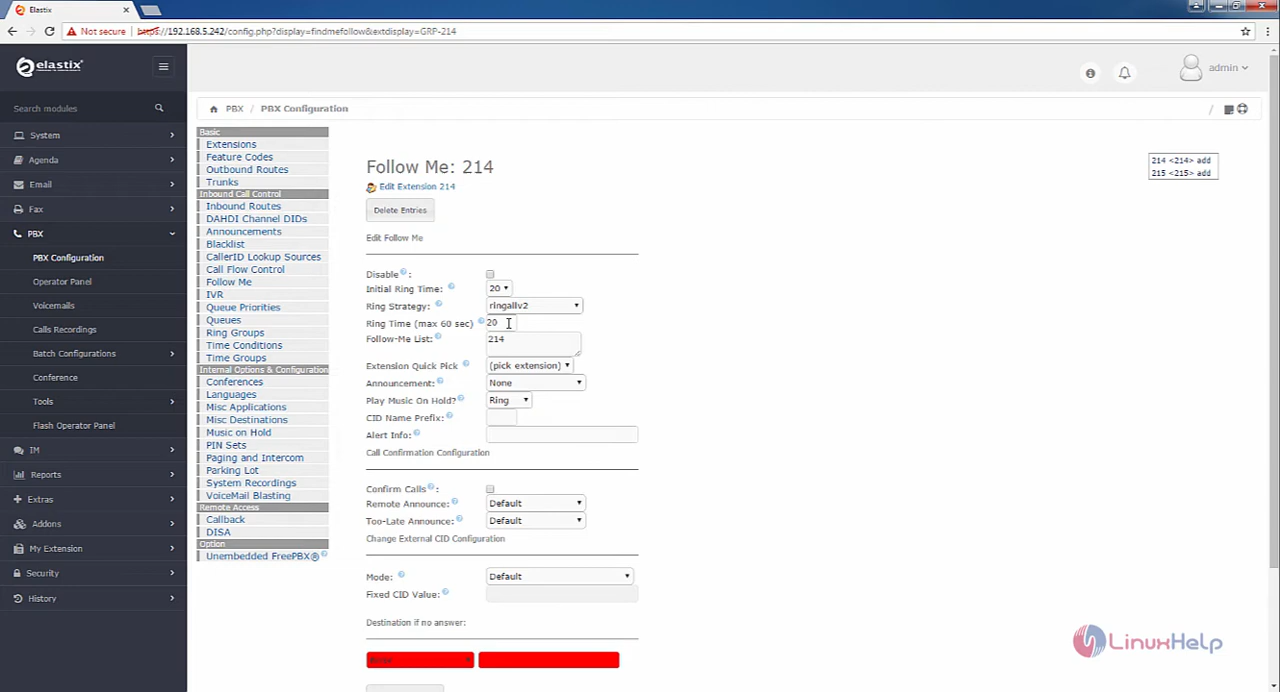 Elastix
Not secure | https://192.168.5.242/config.php?display=findmefollow&extdisplay=GRP-214
elastix
admin
Search modules
PBX / PBX Configuration
/
System
Agenda
Email
Fax
PBX
PBX Configuration
Operator Panel
Voicemails
Calls Recordings
Batch Configurations
Conference
Tools
Flash Operator Panel
IM
Reports
Extras
Addons
My Extension
Security
History
Basic
Extensions
Feature Codes
Outbound Routes
Trunks
Inbound Call Control
Inbound Routes
DAHDI Channel DIDs
Announcements
Blacklist
CallerID Lookup Sources
Call Flow Control
Follow Me
IVR
Queue Priorities
Queues
Ring Groups
Time Conditions
Time Groups
Internal Options & Configuration
Conferences
Languages
Misc Applications
Misc Destinations
Music on Hold
PIN Sets
Paging and Intercom
Parking Lot
System Recordings
VoiceMail Blasting
Remote Access
Callback
DISA
Option
Unembedded FreePBX®
Follow Me: 214
Edit Extension 214
Delete Entries
Edit Follow Me
Disable :
Initial Ring Time: 20
Ring Strategy: ringallv2
Ring Time (max 60 sec) 20
Follow-Me List: 214
Extension Quick Pick (pick extension)
Announcement: None
Play Music On Hold? Ring
CID Name Prefix:
Alert Info:
Call Confirmation Configuration
Confirm Calls :
Remote Announce: Default
Too-Late Announce: Default
Change External CID Configuration
Mode: Default
Fixed CID Value:
Destination if no answer:
214 <214> add
215 <215> add
LinuxHelp